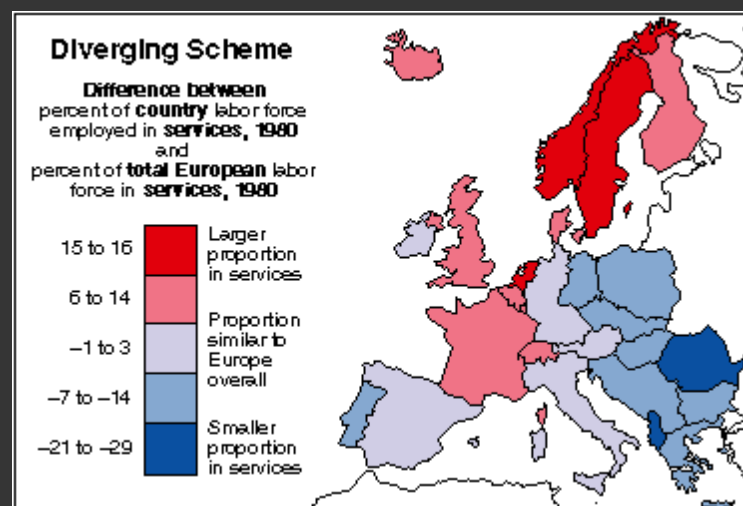 Diverging Scheme
Difference between
percent of country labor force
employed in services, 1980
and
percent of total European labor
force in services, 1980
15 to 16
6 to 14
−1 to 3
−7 to −14
−21 to −29
Larger
proportion
in services
Proportion
similar to
Europe
overall
Smaller
proportion
in services